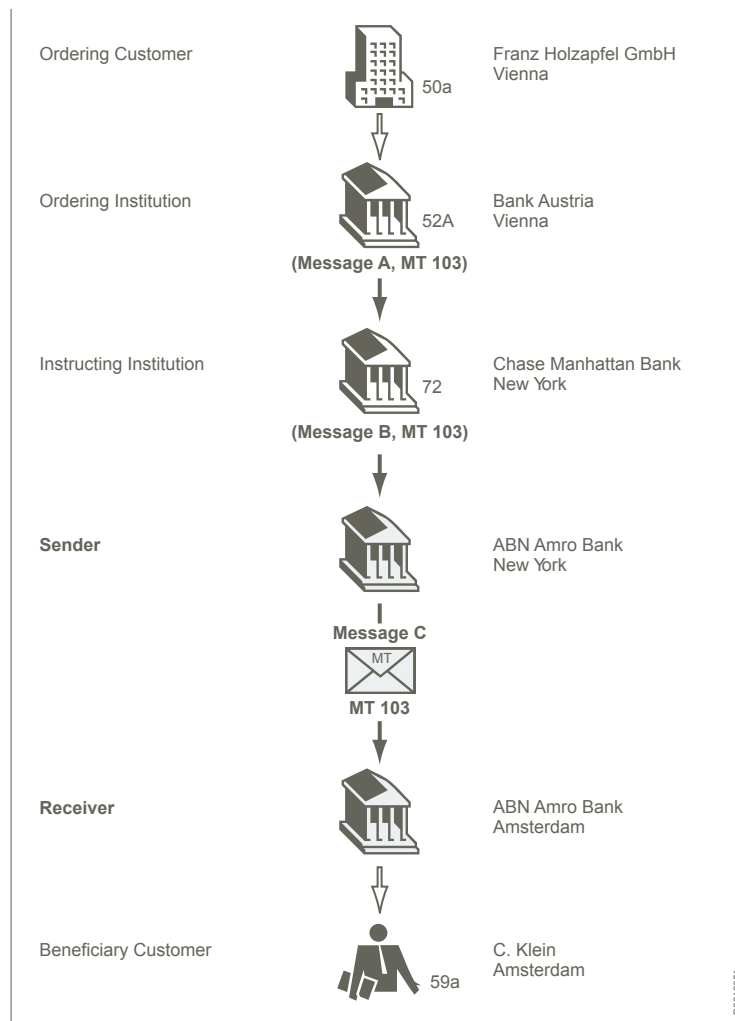 Ordering Customer
50a
Franz Holzapfel GmbH
Vienna
Ordering Institution
52A
Bank Austria
Vienna
(Message A, MT 103)
Instructing Institution
72
Chase Manhattan Bank
New York
(Message B, MT 103)
Sender
ABN Amro Bank
New York
Message C
MT
MT 103
Receiver
ABN Amro Bank
Amsterdam
Beneficiary Customer
59a
C. Klein
Amsterdam